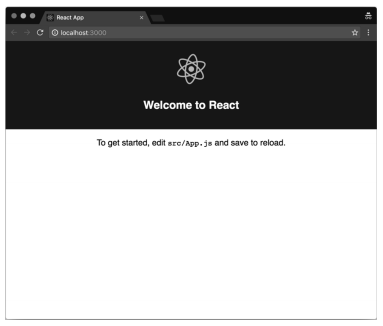 React App
localhost:3000
Welcome to React
To get started, edit src/App.js and save to reload.